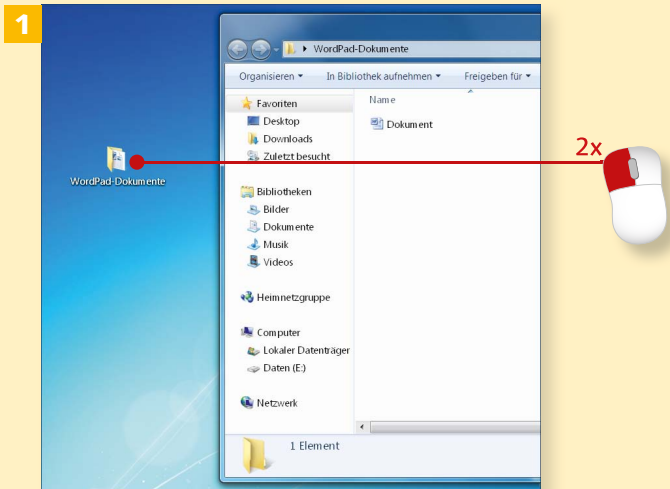 1
WordPad-Dokumente
Organisieren In Bibliothek aufnehmen Freigeben für
Favoriten
Desktop
Downloads
Zuletzt besucht
Bibliotheken
Bilder
Dokumente
Musik
Videos
Heimnetzgruppe
Computer
Lokaler Datenträger
Daten (E:)
Netzwerk
Name
Dokument
1 Element
WordPad-Dokumente
2x